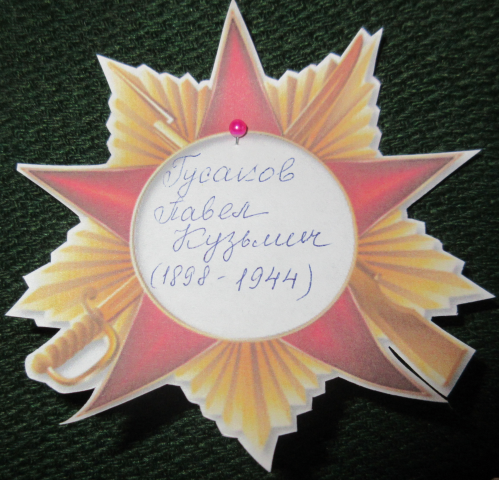 Гусаков
Павел
Кузьмич
(1898-1944)